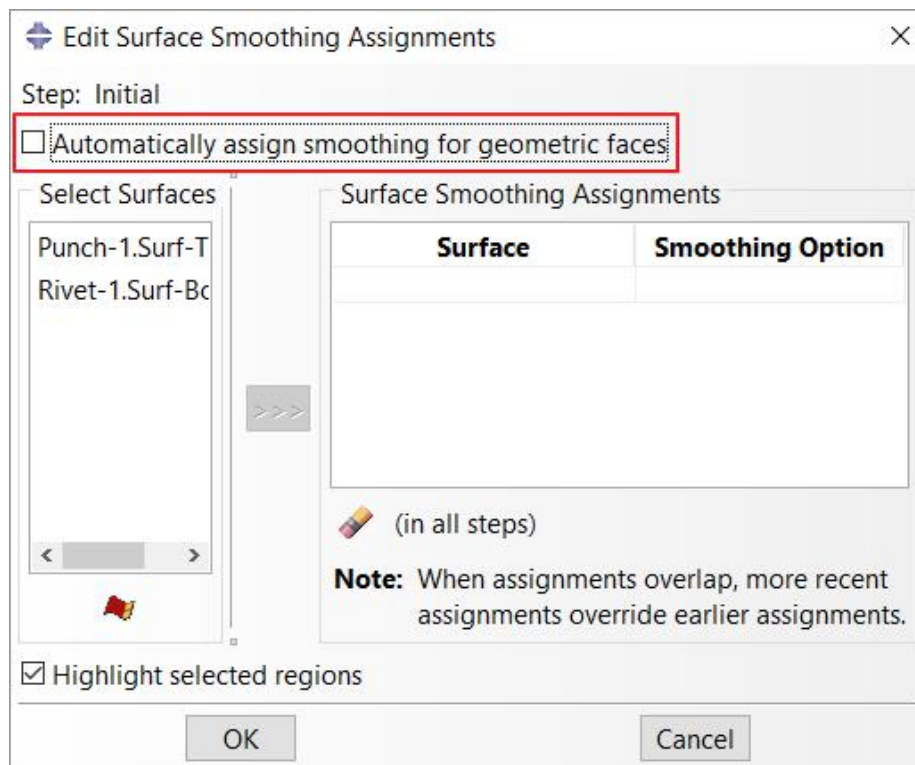 Edit Surface Smoothing Assignments
Step: Initial
Automatically assign smoothing for geometric faces
Select Surfaces
Punch-1.Surf-T
Rivet-1.Surf-Bo
>>>
Surface Smoothing Assignments
Surface Smoothing Option
(in all steps)
Note: When assignments overlap, more recent
assignments override earlier assignments.
Highlight selected regions
OK Cancel